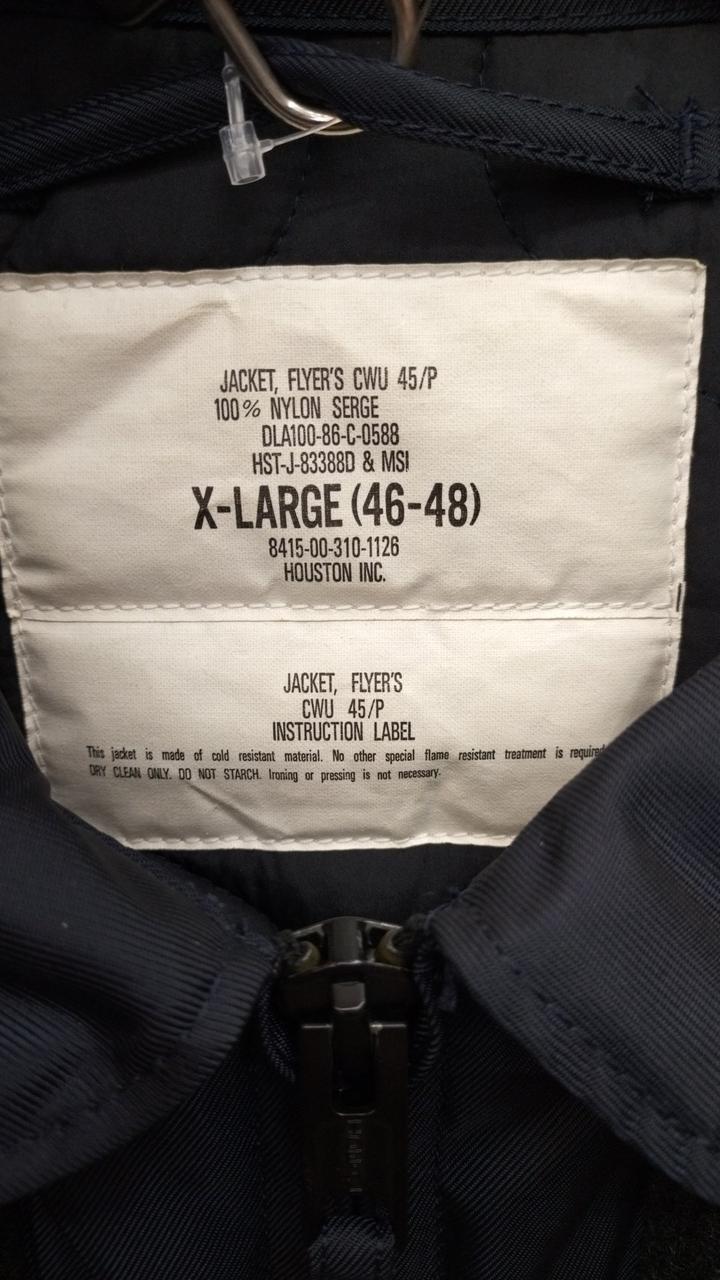 JACKET, FLYER'S CWU 45/P
100% NYLON SERGE
DLA100-86-C-0588
HST-J-83388D & MSI
X-LARGE (46-48)
8415-00-310-1126
HOUSTON INC.
JACKET, FLYER'S
CWU 45/P
INSTRUCTION LABEL
This jacket is made of cold resistant material. No other special flame resistant treatment is required
DRY CLEAN ONLY. DO NOT STARCH. Ironing or pressing is not necessary.